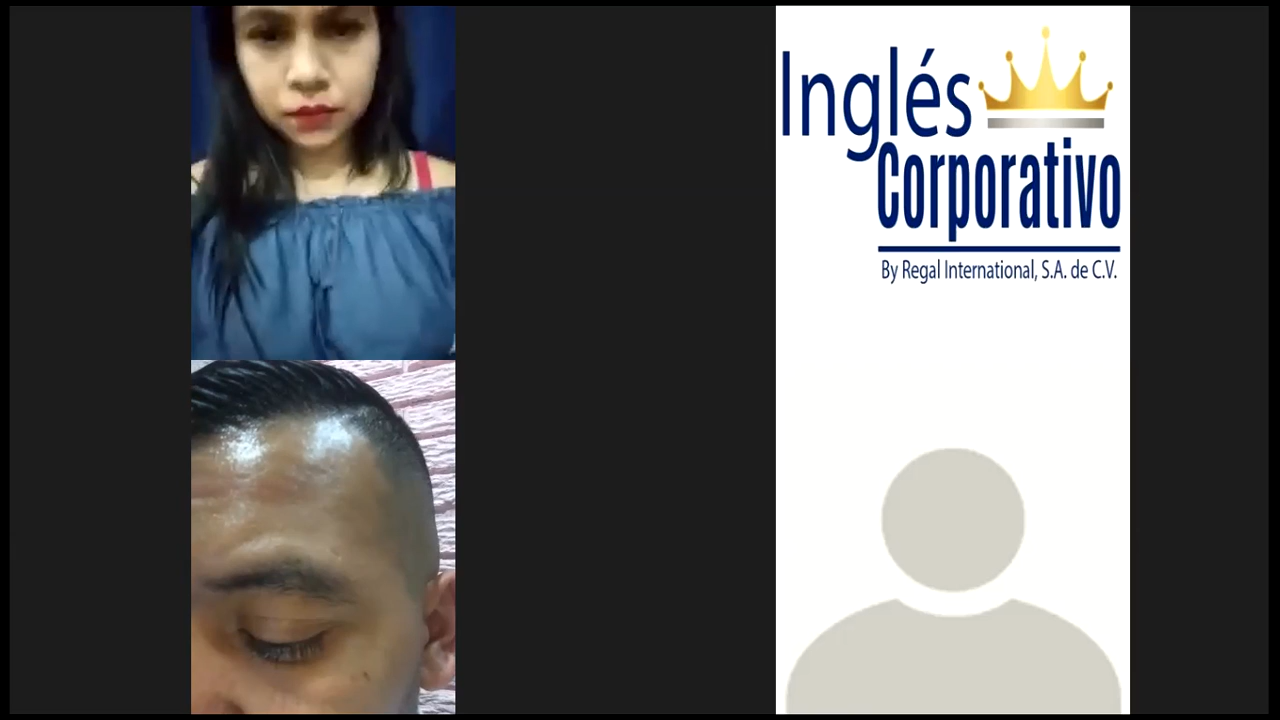 Inglés
Corporativo
By Regal International, S.A. de C.V.